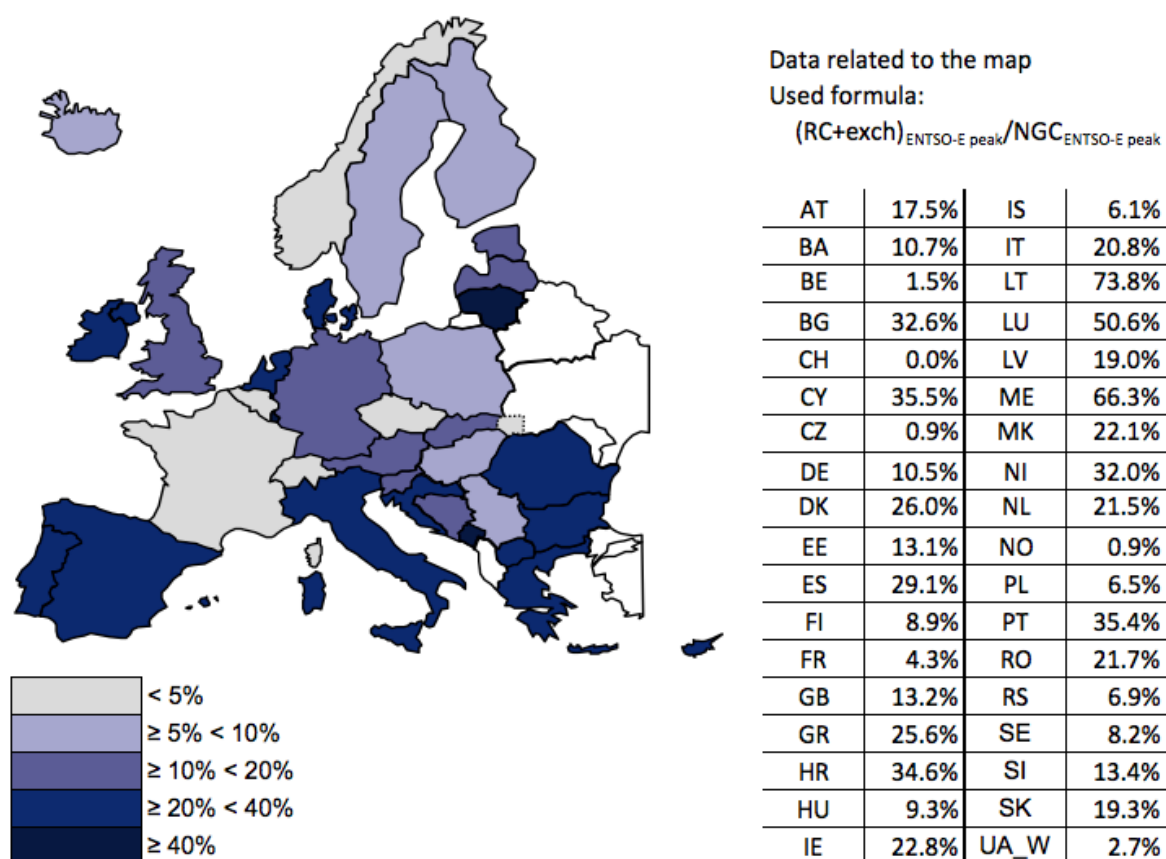 Data related to the map
Used formula:
(RC+exch)ENTSO-E peak/NGCENTSO-E peak
AT 17.5% IS 6.1%
BA 10.7% IT 20.8%
BE 1.5% LT 73.8%
BG 32.6% LU 50.6%
CH 0.0% LV 19.0%
CY 35.5% ME 66.3%
CZ 0.9% MK 22.1%
DE 10.5% NI 32.0%
DK 26.0% NL 21.5%
EE 13.1% NO 0.9%
ES 29.1% PL 6.5%
FI 8.9% PT 35.4%
FR 4.3% RO 21.7%
GB 13.2% RS 6.9%
GR 25.6% SE 8.2%
HR 34.6% SI 13.4%
HU 9.3% SK 19.3%
IE 22.8% UA_W 2.7%
< 5%
≥ 5% < 10%
≥ 10% < 20%
≥ 20% < 40%
≥ 40%